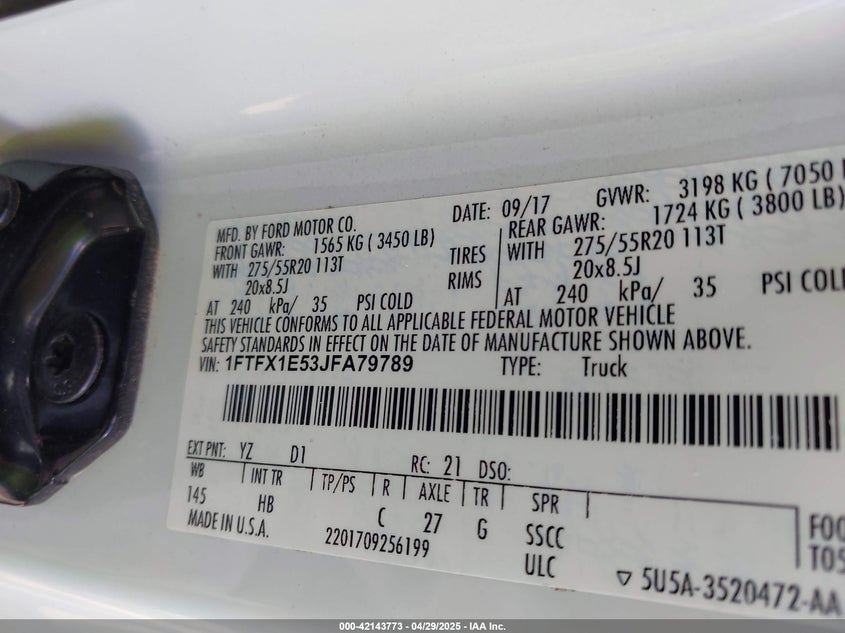 MFD. BY FORD MOTOR CO. DATE: 09/17 GVWR: 3198 KG ( 7050
FRONT GAWR: 1565 KG ( 3450 LB) REAR GAWR: 1724 KG ( 3800 LB)
WITH 275/55R20 113T TIRES WITH 275/55R20 113T
20x8.5J RIMS 20x8.5J
AT 240 kPa/ 35 PSI COLD AT 240 kPa/ 35 PSI COLD
THIS VEHICLE CONFORMS TO ALL APPLICABLE FEDERAL MOTOR VEHICLE
SAFETY STANDARDS IN EFFECT ON THE DATE OF MANUFACTURE SHOWN ABOVE.
VIN: 1FTFX1E53JFA79789 TYPE: Truck
EXT PNT: YZ D1 RC: 21 DSO:
WB INT TR TP/PS R AXLE TR SPR
145 HB C 27 G SSCC
MADE IN U.S.A. 2201709256199 ULC
▽ 5U5A-3520472-AA
000-42143773 - 04/29/2025 - IAA Inc.